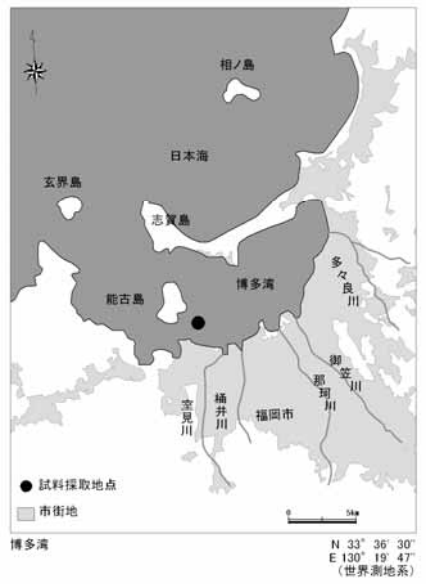 相ノ島
日本海
玄界島
志賀島
能古島
博多湾
多々良川
御笠川
那珂川
室見川
樋井川
福岡市
● 試料採取地点
市街地
0 5km
博多湾
N 33° 36' 30"
E 130° 19' 47"
(世界測地系)